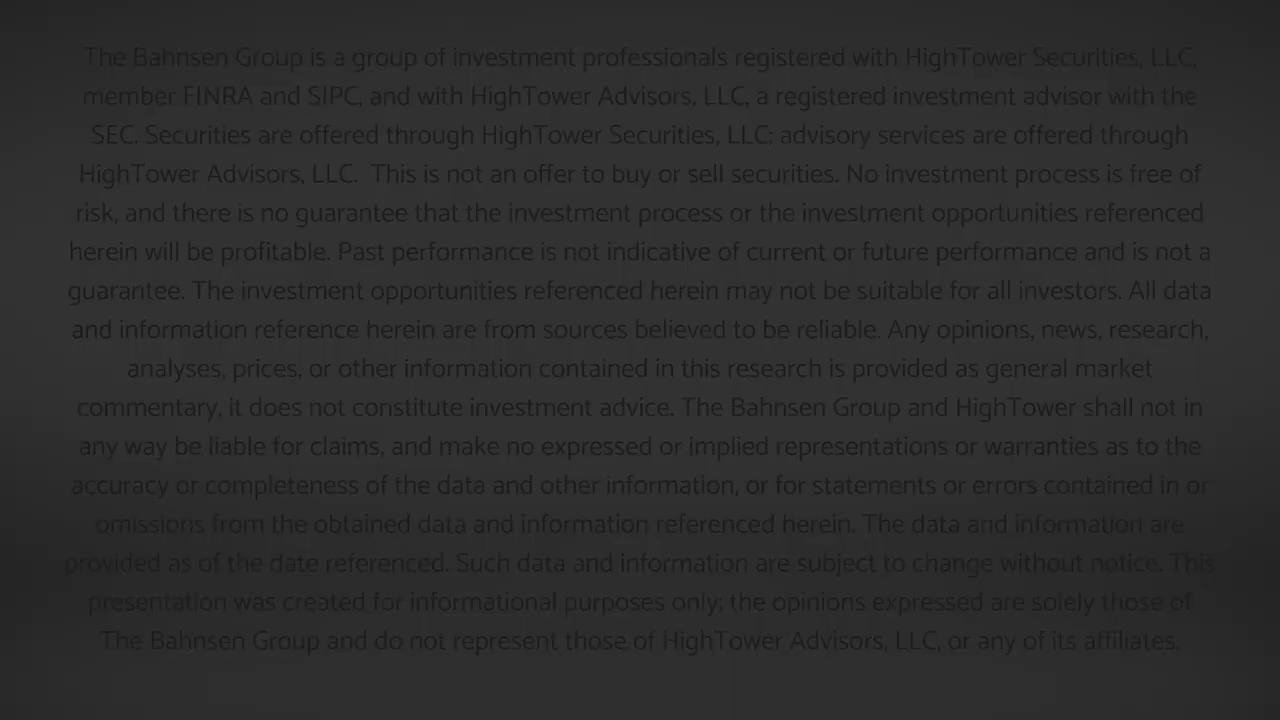 The Bahnsen Group is a group of investment professionals registered with HighTower Securities, LLC,
member FINRA and SIPC, and with HighTower Advisors, LLC, a registered investment advisor with the
SEC. Securities are offered through HighTower Securities, LLC; advisory services are offered through
HighTower Advisors, LLC.  This is not an offer to buy or sell securities. No investment process is free of
risk, and there is no guarantee that the investment process or the investment opportunities referenced
herein will be profitable. Past performance is not indicative of current or future performance and is not a
guarantee. The investment opportunities referenced herein may not be suitable for all investors. All data
and information reference herein are from sources believed to be reliable. Any opinions, news, research,
analyses, prices, or other information contained in this research is provided as general market
commentary, it does not constitute investment advice. The Bahnsen Group and HighTower shall not in
any way be liable for claims, and make no expressed or implied representations or warranties as to the
accuracy or completeness of the data and other information, or for statements or errors contained in or
omissions from the obtained data and information referenced herein. The data and information are
provided as of the date referenced. Such data and information are subject to change without notice. This
presentation was created for informational purposes only; the opinions expressed are solely those of
The Bahnsen Group and do not represent those of HighTower Advisors, LLC, or any of its affiliates.